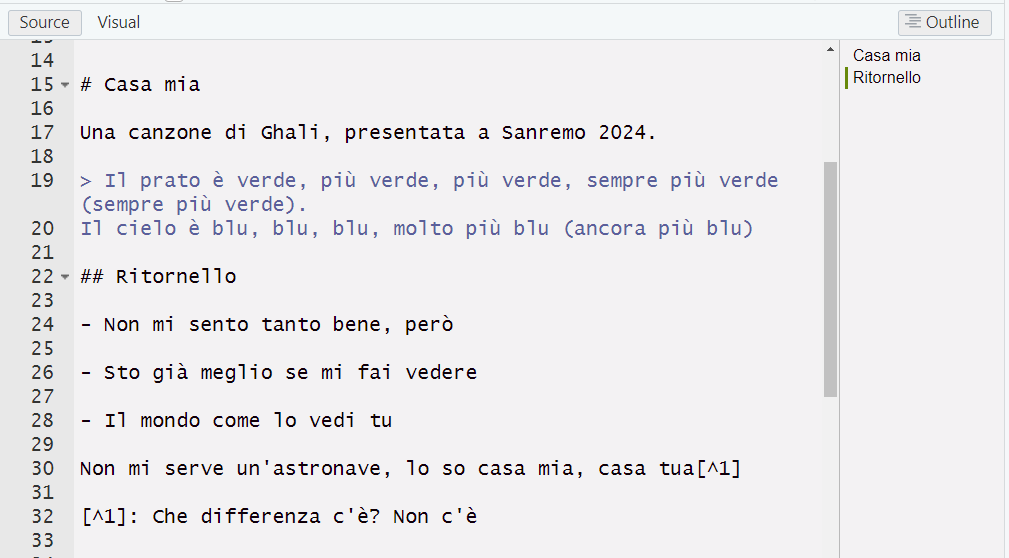 Source Visual Outline
14
15 # Casa mia
16
17 Una canzone di Ghali, presentata a Sanremo 2024.
18
19 > Il prato è verde, più verde, più verde, sempre più verde
(sempre più verde).
20 Il cielo è blu, blu, blu, molto più blu (ancora più blu)
21
22 ## Ritornello
23
24 - Non mi sento tanto bene, però
25
26 - Sto già meglio se mi fai vedere
27
28 - Il mondo come lo vedi tu
29
30 Non mi serve un'astronave, lo so casa mia, casa tua[^1]
31
32 [^1]: Che differenza c'è? Non c'è
33
Casa mia
Ritornello